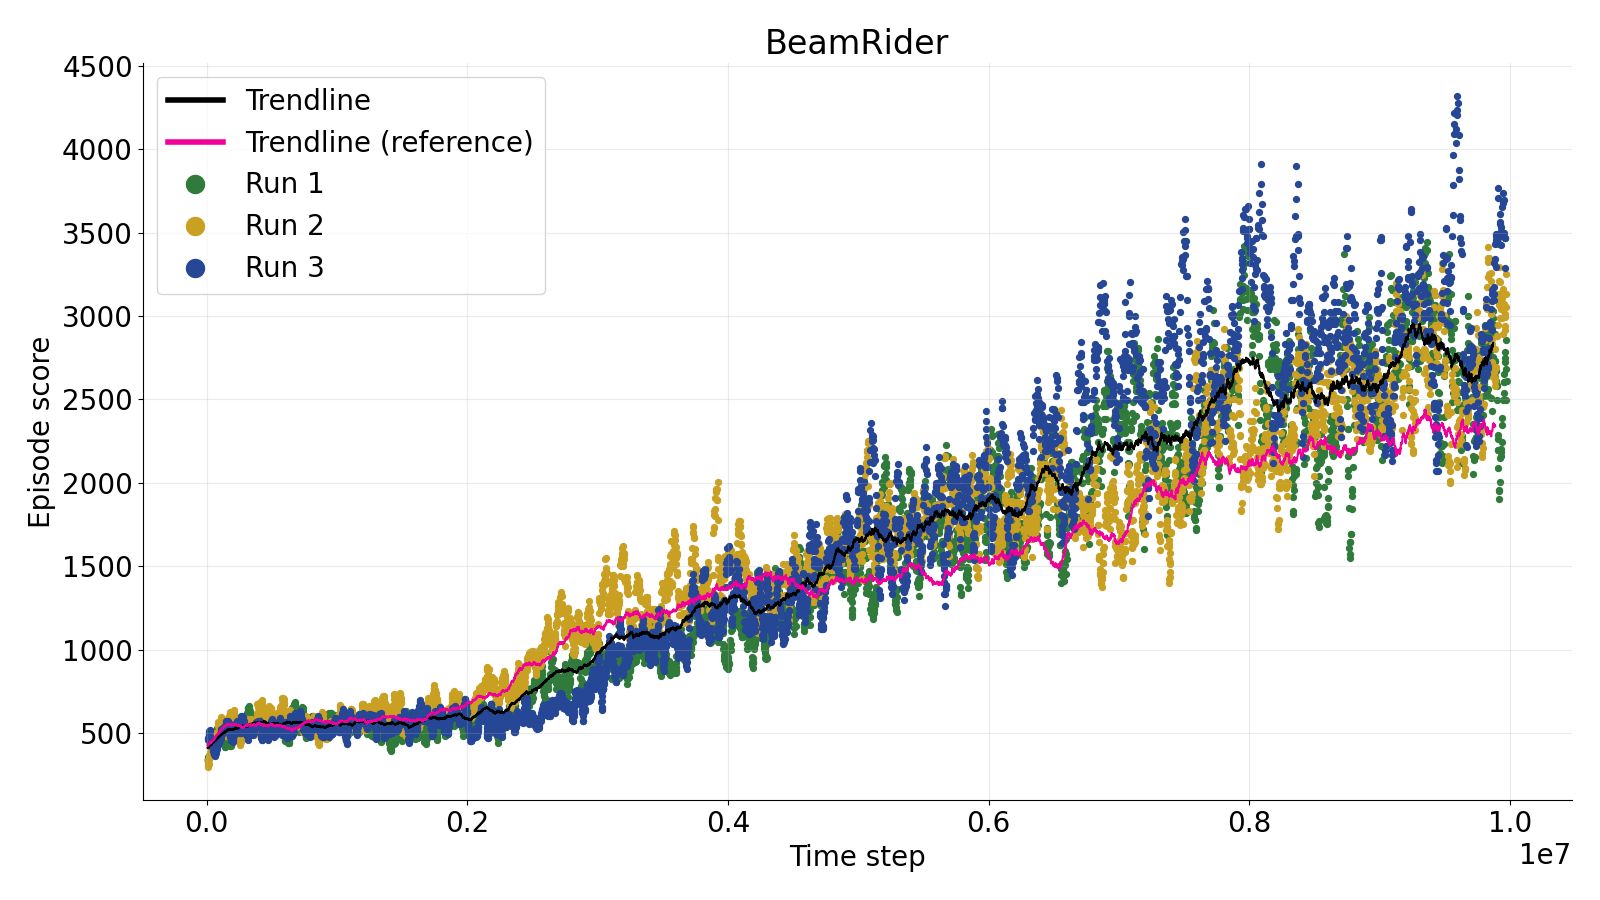 BeamRider
4500
4000
3500
3000
2500
2000
1500
1000
500
Episode score
Trendline
Trendline (reference)
Run 1
Run 2
Run 3
0.0 0.2 0.4 0.6 0.8 1.0
1e7
Time step